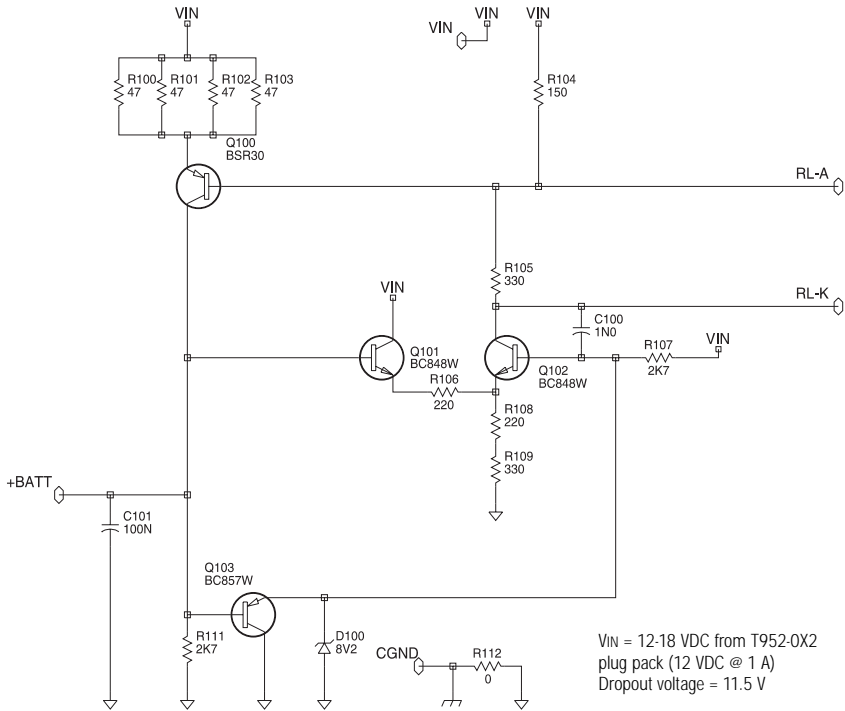 VIN
VIN
VIN
VIN
R100
47
R101
47
R102
47
R103
47
R104
150
Q100
BSR30
RL-A
R105
330
RL-K
VIN
C100
1N0
R107
2K7
VIN
Q101
BC848W
Q102
BC848W
R106
220
R108
220
R109
330
+BATT
C101
100N
Q103
BC857W
R111
2K7
D100
8V2
CGND
R112
0
VIN = 12-18 VDC from T952-0X2
plug pack (12 VDC @ 1 A)
Dropout voltage = 11.5 V